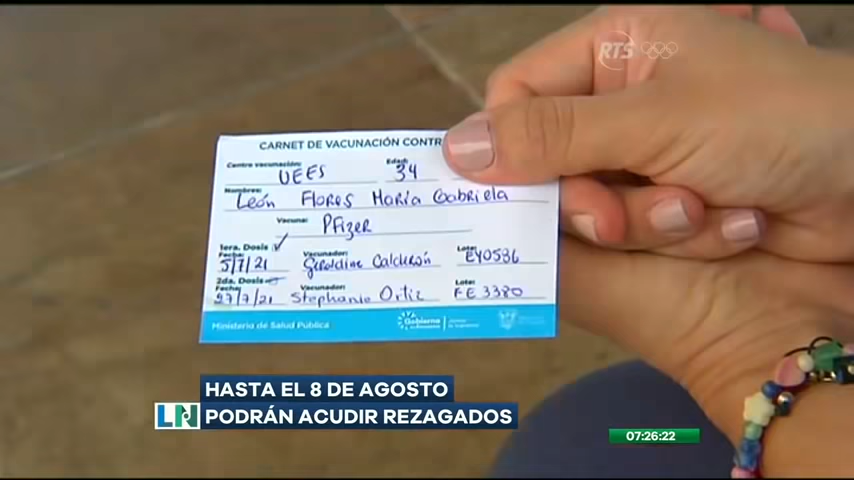 RTS
CARNET DE VACUNACIÓN CONTR
Centro vacunación: UEES Edad: 34
Nombres: León Flores María Gabriela
Vacuna: Pfizer
1era. Dosis ✓
Fecha: 5/7/21 Vacunador: Geraldine Calderón Lote: EY0586
2da. Dosis
Fecha: 27/7/21 Vacunador: Stephanie Ortiz Lote: FE3380
Ministerio de Salud Pública Gobierno
HASTA EL 8 DE AGOSTO
LN PODRÁN ACUDIR REZAGADOS
07:26:22